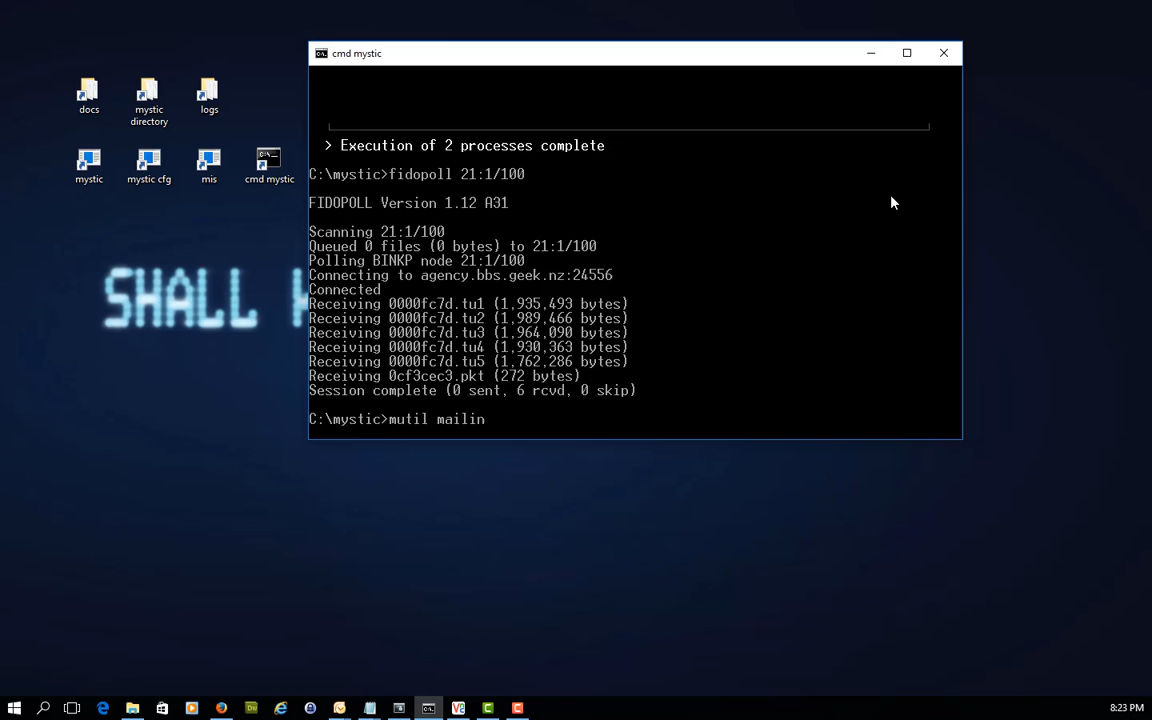 cmd mystic
docs
mystic
directory
logs
mystic
mystic cfg
mis
cmd mystic
> Execution of 2 processes complete
C:\mystic>fidopoll 21:1/100
FIDOPOLL Version 1.12 A31
Scanning 21:1/100
Queued 0 files (0 bytes) to 21:1/100
Polling BINKP node 21:1/100
Connecting to agency.bbs.geek.nz:24556
Connected
Receiving 0000fc7d.tu1 (1,935,493 bytes)
Receiving 0000fc7d.tu2 (1,989,466 bytes)
Receiving 0000fc7d.tu3 (1,964,090 bytes)
Receiving 0000fc7d.tu4 (1,930,363 bytes)
Receiving 0000fc7d.tu5 (1,762,286 bytes)
Receiving 0cf3cec3.pkt (272 bytes)
Session complete (0 sent, 6 rcvd, 0 skip)
C:\mystic>mutil mailin
SHALL
8:23 PM